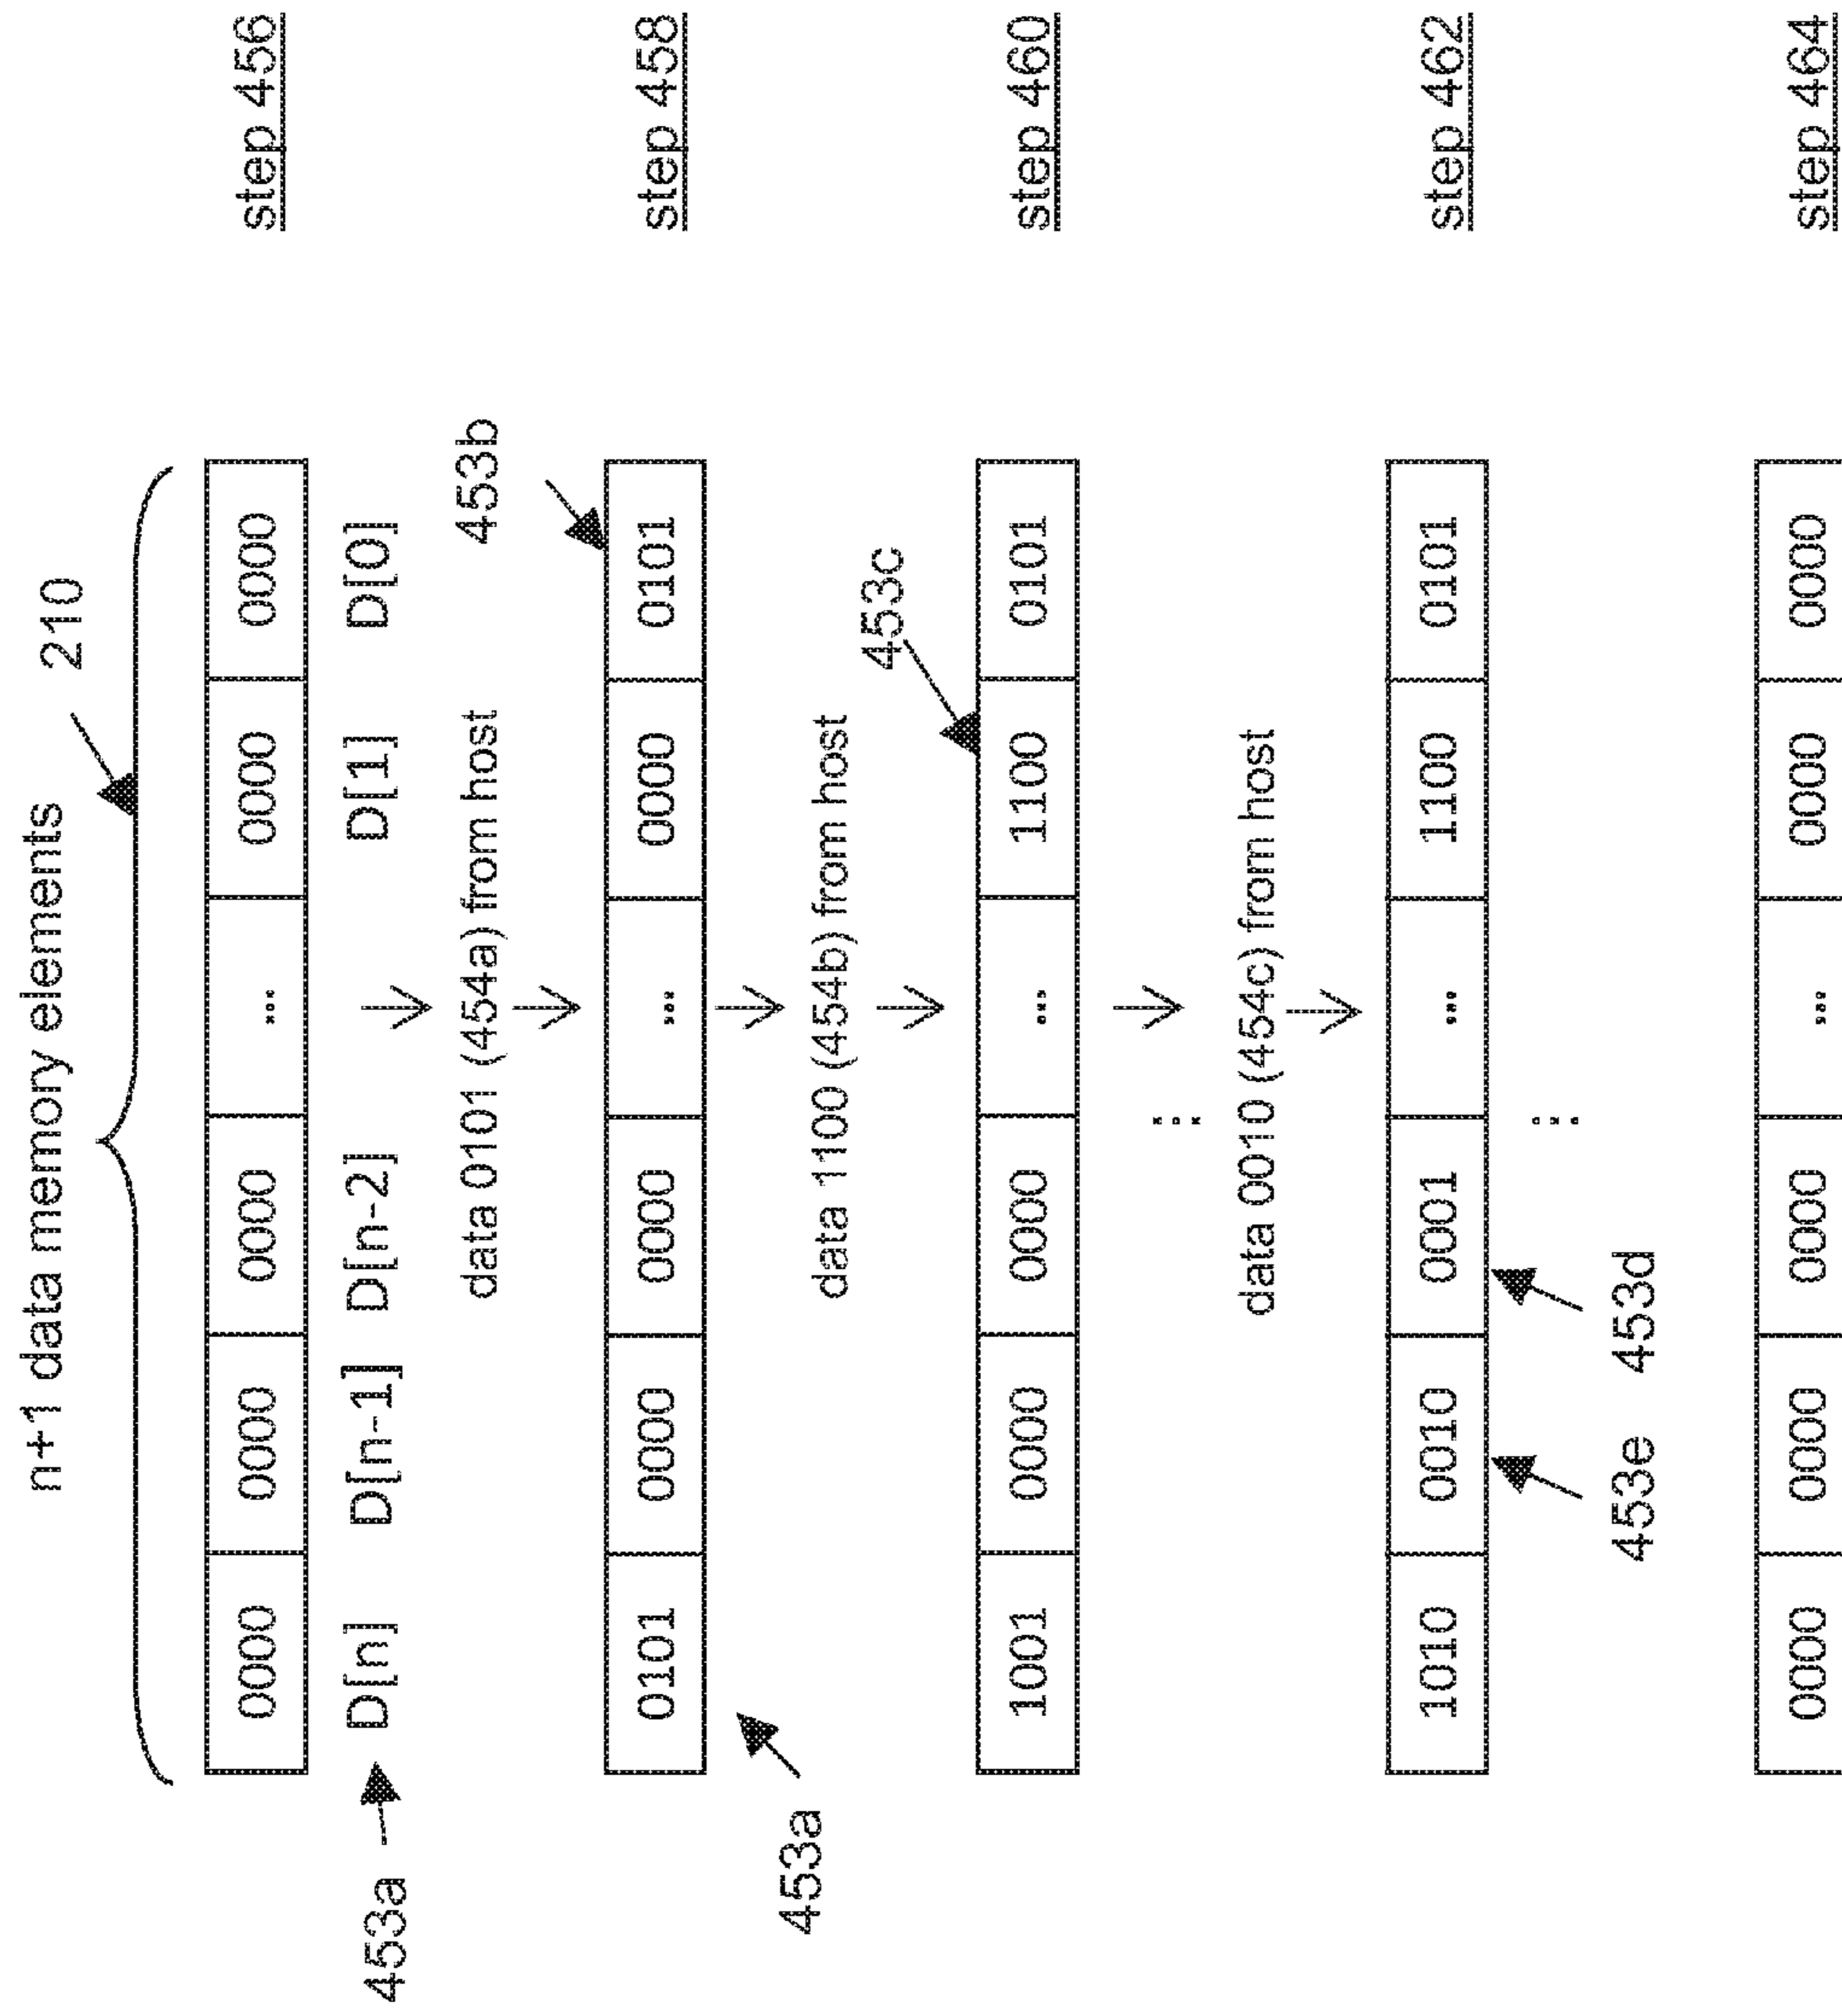 n+1 data memory elements
210
0000 0000 0000 ... 0000 0000 step 456
453a D[n] D[n-1] D[n-2] D[1] D[0]
data 0101 (454a) from host
453b
0101 0000 0000 ... 0000 0101 step 458
453a
data 1100 (454b) from host
453c
1001 0000 0000 ... 1100 0101 step 460
...
data 0010 (454c) from host
1010 0010 0001 ... 1100 0101 step 462
...
453e 453d
0000 0000 0000 ... 0000 0000 step 464